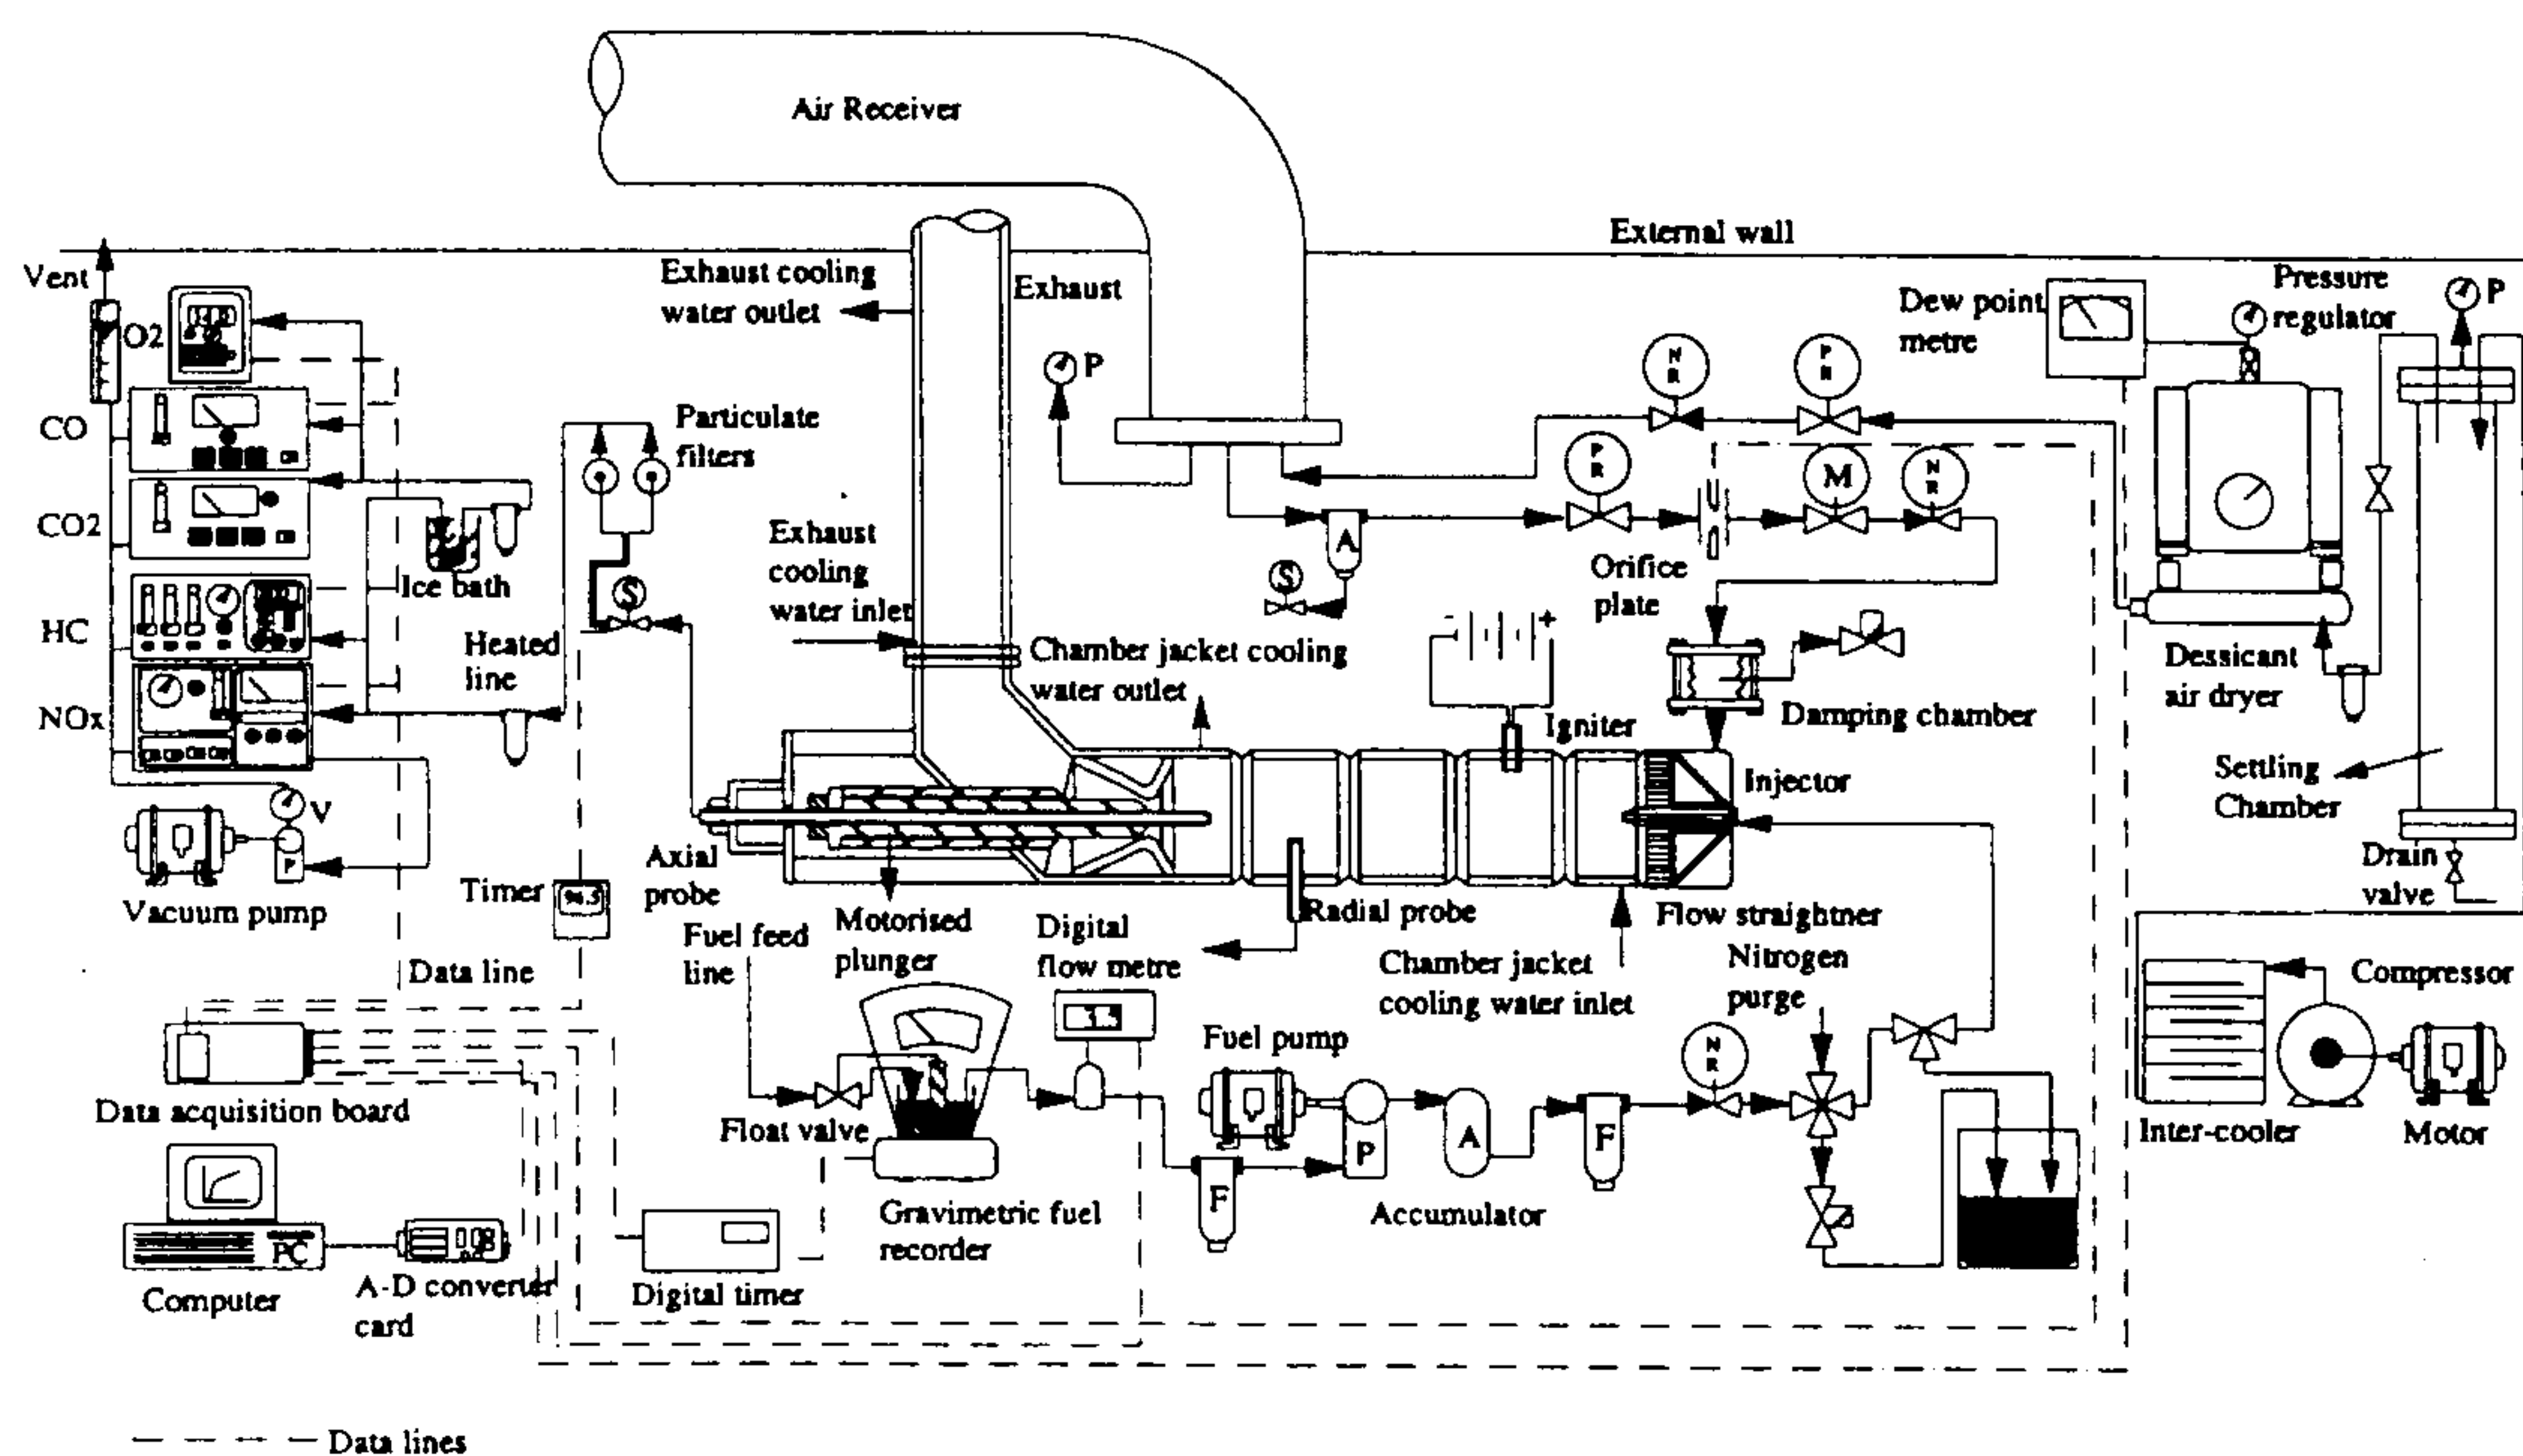 Air Receiver
External wall
Vent
O2
CO
CO2
HC
NOx
Exhaust cooling
water outlet
Exhaust
P
Particulate
filters
Ice bath
Heated
line
S
Exhaust
cooling
water inlet
N
R
P
R
P
R
M
N
R
A
S
Orifice
plate
Dew point
metre
Pressure
regulator
P
Dessicant
air dryer
Settling
Chamber
Drain
valve
Chamber jacket cooling
water outlet
- +
Igniter
Damping chamber
Injector
V
P
Vacuum pump
Timer
96.5
Axial
probe
Motorised
plunger
Radial probe
Flow straightner
Chamber jacket
cooling water inlet
Nitrogen
purge
Fuel feed
line
Digital
flow metre
3.5
Data line
Data acquisition board
Float valve
Fuel pump
P
A
F
F
N
R
Accumulator
Gravimetric fuel
recorder
Digital timer
PC
Computer
A-D converter
card
Compressor
Inter-cooler
Motor
Data lines